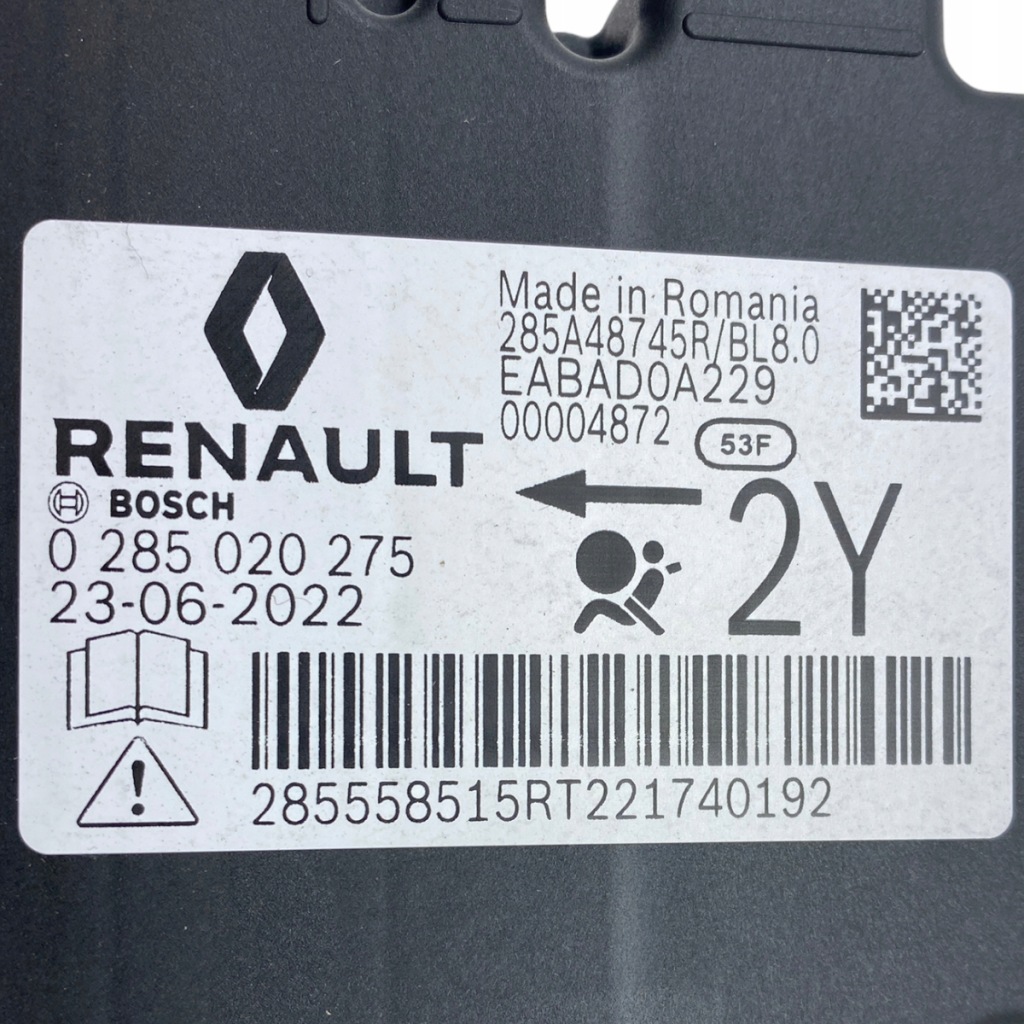 RENAULT
BOSCH
0 285 020 275
23-06-2022
Made in Romania
285A48745R/BL8.0
EABAD0A229
00004872
53F
2Y
285558515RT221740192